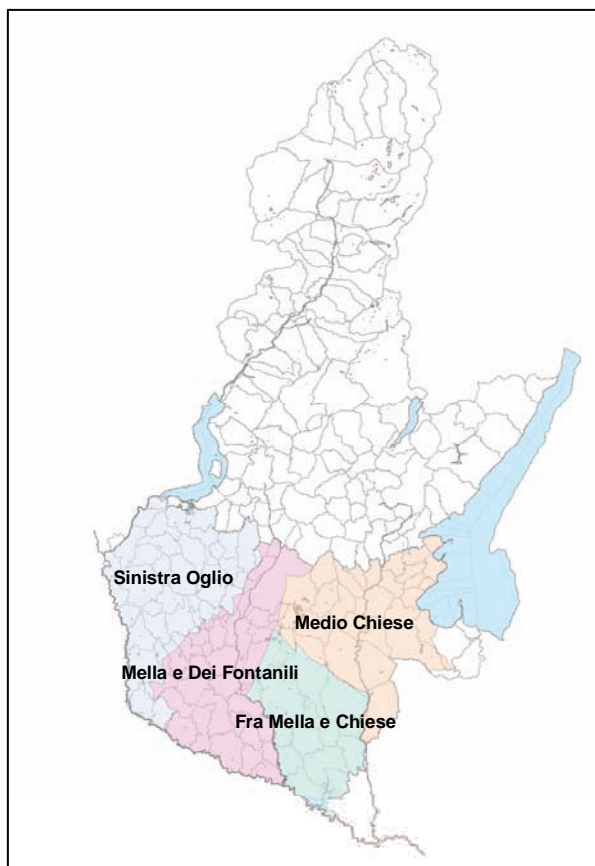 Sinistra Oglio
Medio Chiese
Mella e Dei Fontanili
Fra Mella e Chiese